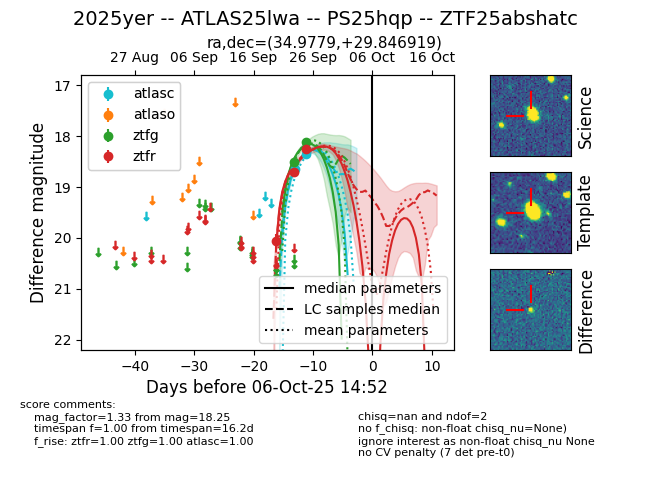 2025yer -- ATLAS25lwa -- PS25hqp -- ZTF25abshatc
ra,dec=(34.9779,+29.846919)
27 Aug 06 Sep 16 Sep 26 Sep 06 Oct 16 Oct
17
18
19
20
21
22
Difference magnitude
atlasc
atlaso
ztfg
ztfr
median parameters
LC samples median
mean parameters
−40 −30 −20 −10 0 10
Days before 06-Oct-25 14:52
Science
Template
Difference
score comments:
mag_factor=1.33 from mag=18.25
timespan f=1.00 from timespan=16.2d
f_rise: ztfr=1.00 ztfg=1.00 atlasc=1.00
chisq=nan and ndof=2
no f_chisq: non-float chisq_nu=None)
ignore interest as non-float chisq_nu None
no CV penalty (7 det pre-t0)